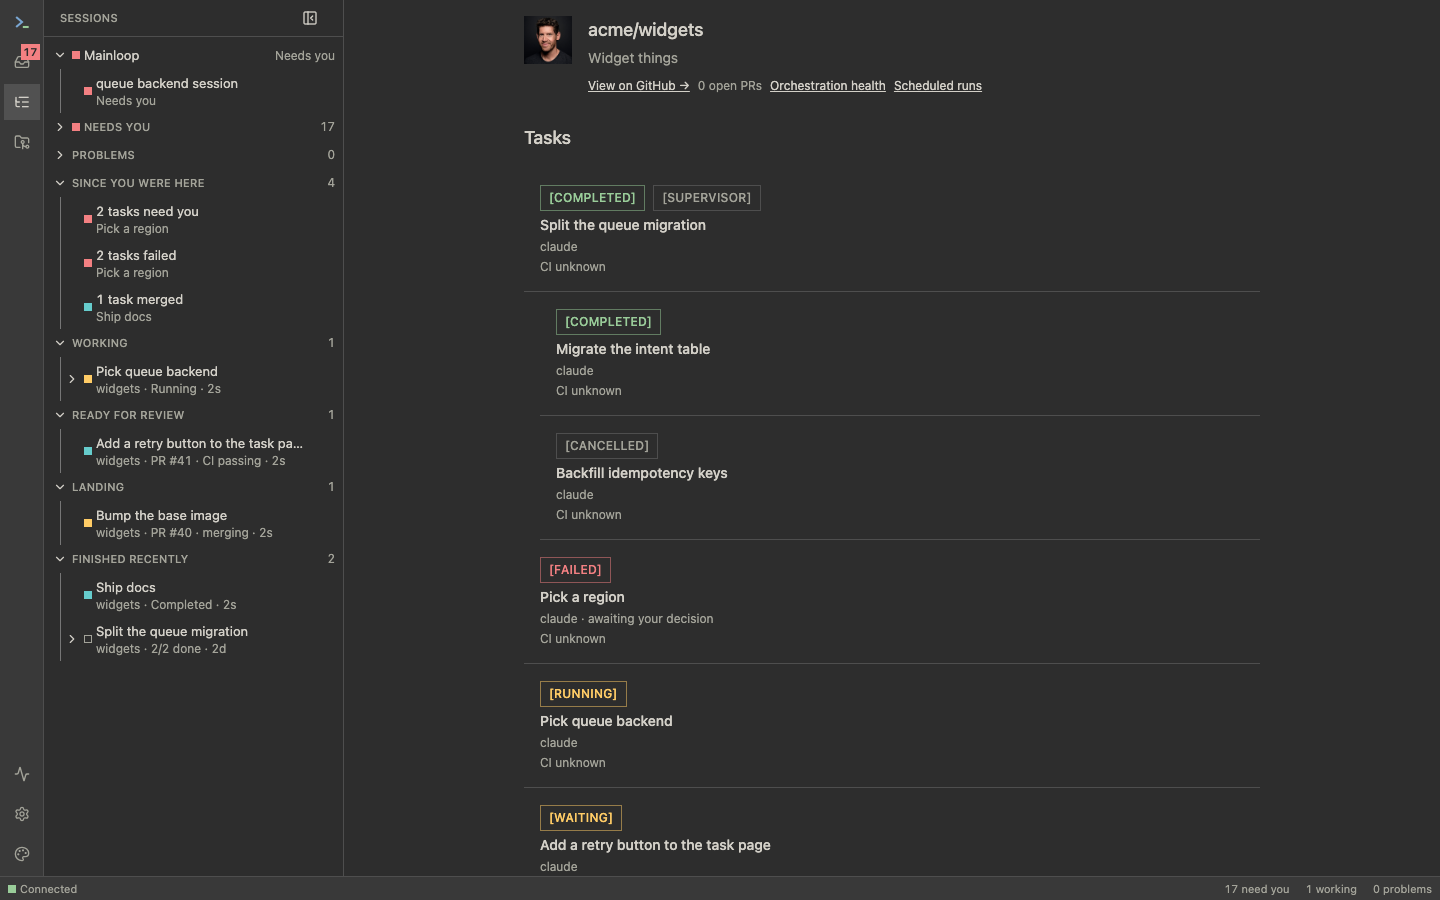 SESSIONS
17
Mainloop
Needs you
queue backend session
Needs you
NEEDS YOU
17
PROBLEMS
0
SINCE YOU WERE HERE
4
2 tasks need you
Pick a region
2 tasks failed
Pick a region
1 task merged
Ship docs
WORKING
1
Pick queue backend
widgets · Running · 2s
READY FOR REVIEW
1
Add a retry button to the task pa...
widgets · PR #41 · CI passing · 2s
LANDING
1
Bump the base image
widgets · PR #40 · merging · 2s
FINISHED RECENTLY
2
Ship docs
widgets · Completed · 2s
Split the queue migration
widgets · 2/2 done · 2d
acme/widgets
Widget things
View on GitHub → 0 open PRs Orchestration health Scheduled runs
Tasks
[COMPLETED] [SUPERVISOR]
Split the queue migration
claude
CI unknown
[COMPLETED]
Migrate the intent table
claude
CI unknown
[CANCELLED]
Backfill idempotency keys
claude
CI unknown
[FAILED]
Pick a region
claude · awaiting your decision
CI unknown
[RUNNING]
Pick queue backend
claude
CI unknown
[WAITING]
Add a retry button to the task page
claude
Connected
17 need you 1 working 0 problems